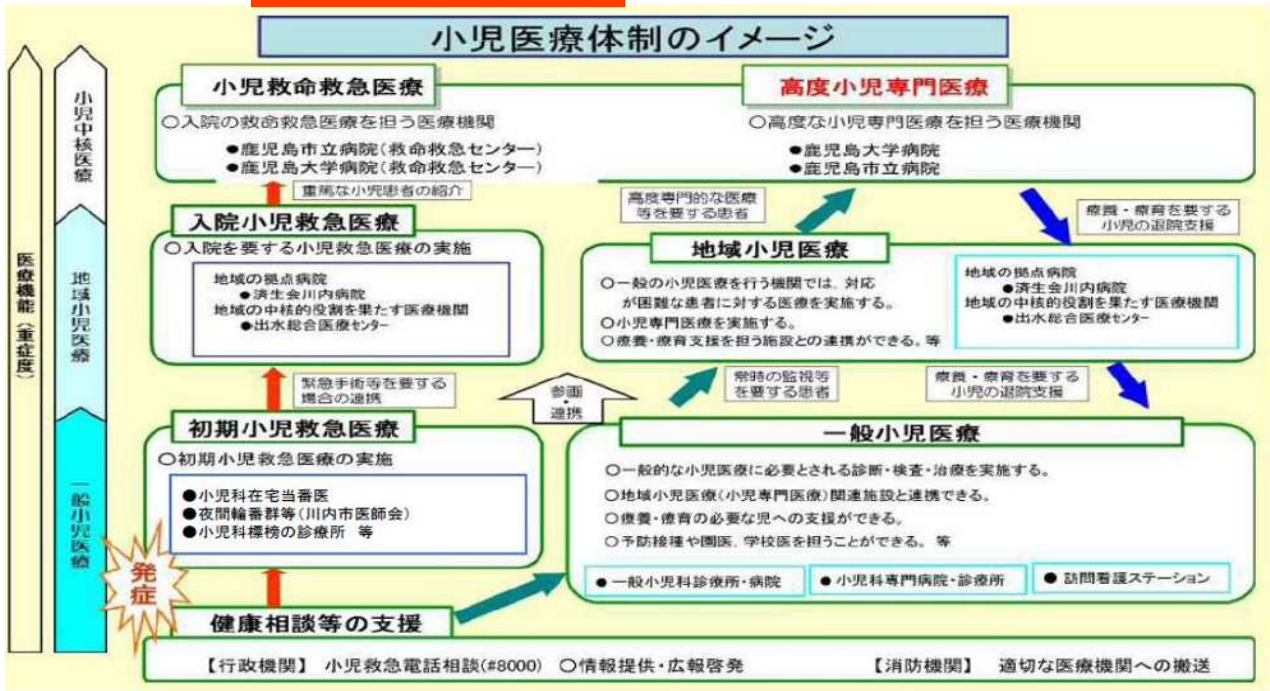 小児医療体制のイメージ
医療機能(重症度)
小児中核医療
地域小児医療
一般小児医療
小児救命救急医療
○入院の救命救急医療を担う医療機関
●鹿児島市立病院(救命救急センター)
●鹿児島大学病院(救命救急センター)
高度小児専門医療
○高度な小児専門医療を担う医療機関
●鹿児島大学病院
●鹿児島市立病院
重篤な小児患者の紹介
高度専門的な医療
等を要する患者
療養・療育を要する
小児の退院支援
入院小児救急医療
○入院を要する小児救急医療の実施
地域の拠点病院
●済生会川内病院
地域の中核的役割を果たす医療機関
●出水総合医療センター
地域小児医療
○一般の小児医療を行う機関では、対応
が困難な患者に対する医療を実施する。
○小児専門医療を実施する。
○療養・療育支援を担う施設との連携ができる。等
地域の拠点病院
●済生会川内病院
地域の中核的役割を果たす医療機関
●出水総合医療センター
緊急手術等を要する
場合の連携
参画
・
連携
常時の監視等
を要する患者
療養・療育を要する
小児の退院支援
初期小児救急医療
○初期小児救急医療の実施
●小児科在宅当番医
●夜間輪番群等(川内市医師会)
●小児科標榜の診療所 等
一般小児医療
○一般的な小児医療に必要とされる診断・検査・治療を実施する。
○地域小児医療(小児専門医療)関連施設と連携できる。
○療養・療育の必要な児への支援ができる。
○予防接種や園医、学校医を担うことができる。等
●一般小児科診療所・病院
●小児科専門病院・診療所
●訪問看護ステーション
発症
健康相談等の支援
【行政機関】 小児救急電話相談(#8000) ○情報提供・広報啓発 【消防機関】 適切な医療機関への搬送